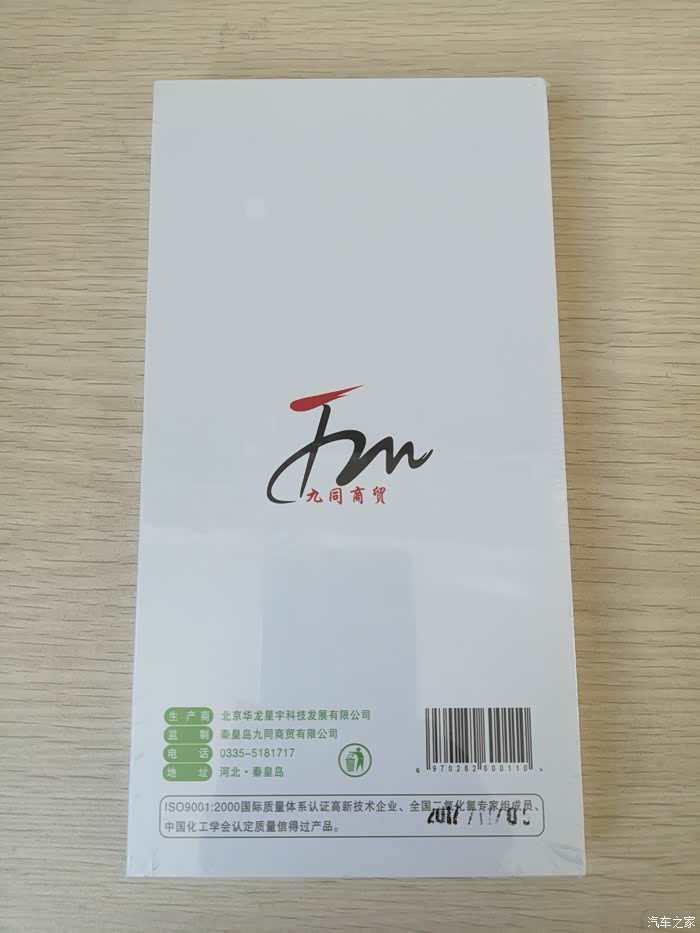 九同商贸
生产商 北京华龙星宇科技发展有限公司
监制 秦皇岛九同商贸有限公司
电话 0335-5181717
地址 河北·秦皇岛
6 970282 600110 >
ISO9001:2000国际质量体系认证高新技术企业、全国二氧化氯专家组成员、
中国化工学会认定质量信得过产品。
汽车之家